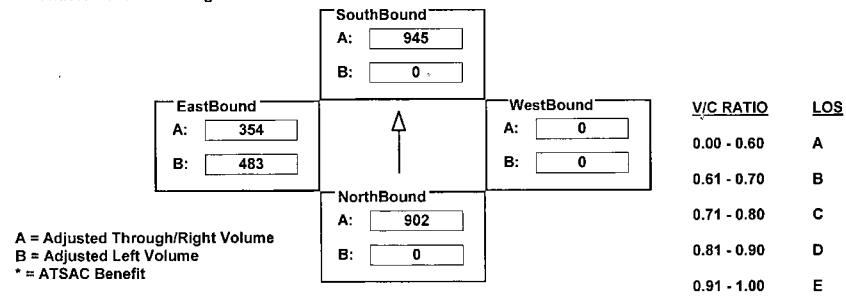 SouthBound
A: 945
B: 0
EastBound
A: 354
B: 483
WestBound
A: 0
B: 0
NorthBound
A: 902
B: 0
A = Adjusted Through/Right Volume
B = Adjusted Left Volume
* = ATSAC Benefit
V/C RATIO LOS
0.00 - 0.60 A
0.61 - 0.70 B
0.71 - 0.80 C
0.81 - 0.90 D
0.91 - 1.00 E